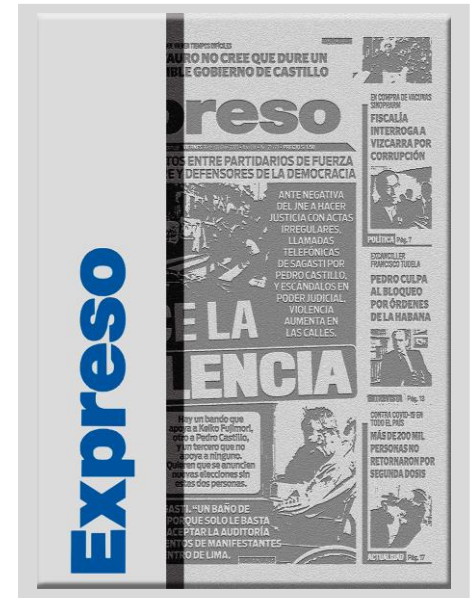 Expreso
AURO NO CREE QUE DURE UN
BLE GOBIERNO DE CASTILLO
preso
TOS ENTRE PARTIDARIOS DE FUERZA
Y DEFENSORES DE LA DEMOCRACIA
ANTE NEGATIVA
DEL JNE A HACER
JUSTICIA CON ACTAS
IRREGULARES,
LLAMADAS
TELEFÓNICAS
DE SAGASTI POR
PEDRO CASTILLO,
Y ESCÁNDALOS EN
PODER JUDICIAL,
VIOLENCIA
AUMENTA EN
LAS CALLES.
CE LA
LENCIA
Hay un bando que
apoya a Keiko Fujimori,
otro a Pedro Castillo,
y un tercero que no
apoya a ninguno.
Quieren que se anuncien
nuevas elecciones sin
estas dos personas.
GASTI. "UN BAÑO DE
PORQUE SOLO LE BASTA
ACEPTAR LA AUDITORÍA
ENTOS DE MANIFESTANTES
NTRO DE LIMA.
EN COMPRA DE VACUNAS
SINOPHARM
FISCALÍA
INTERROGA A
VIZCARRA POR
CORRUPCIÓN
POLÍTICA Pág. 7
EXCANCILLER
FRANCISCO TUDELA
PEDRO CULPA
AL BLOQUEO
POR ÓRDENES
DE LA HABANA
ENTREVISTA Pág. 13
CONTRA COVID-19 EN
TODO EL PAÍS
MÁS DE 200 MIL
PERSONAS NO
RETORNARON POR
SEGUNDA DOSIS
ACTUALIDAD Pág. 17